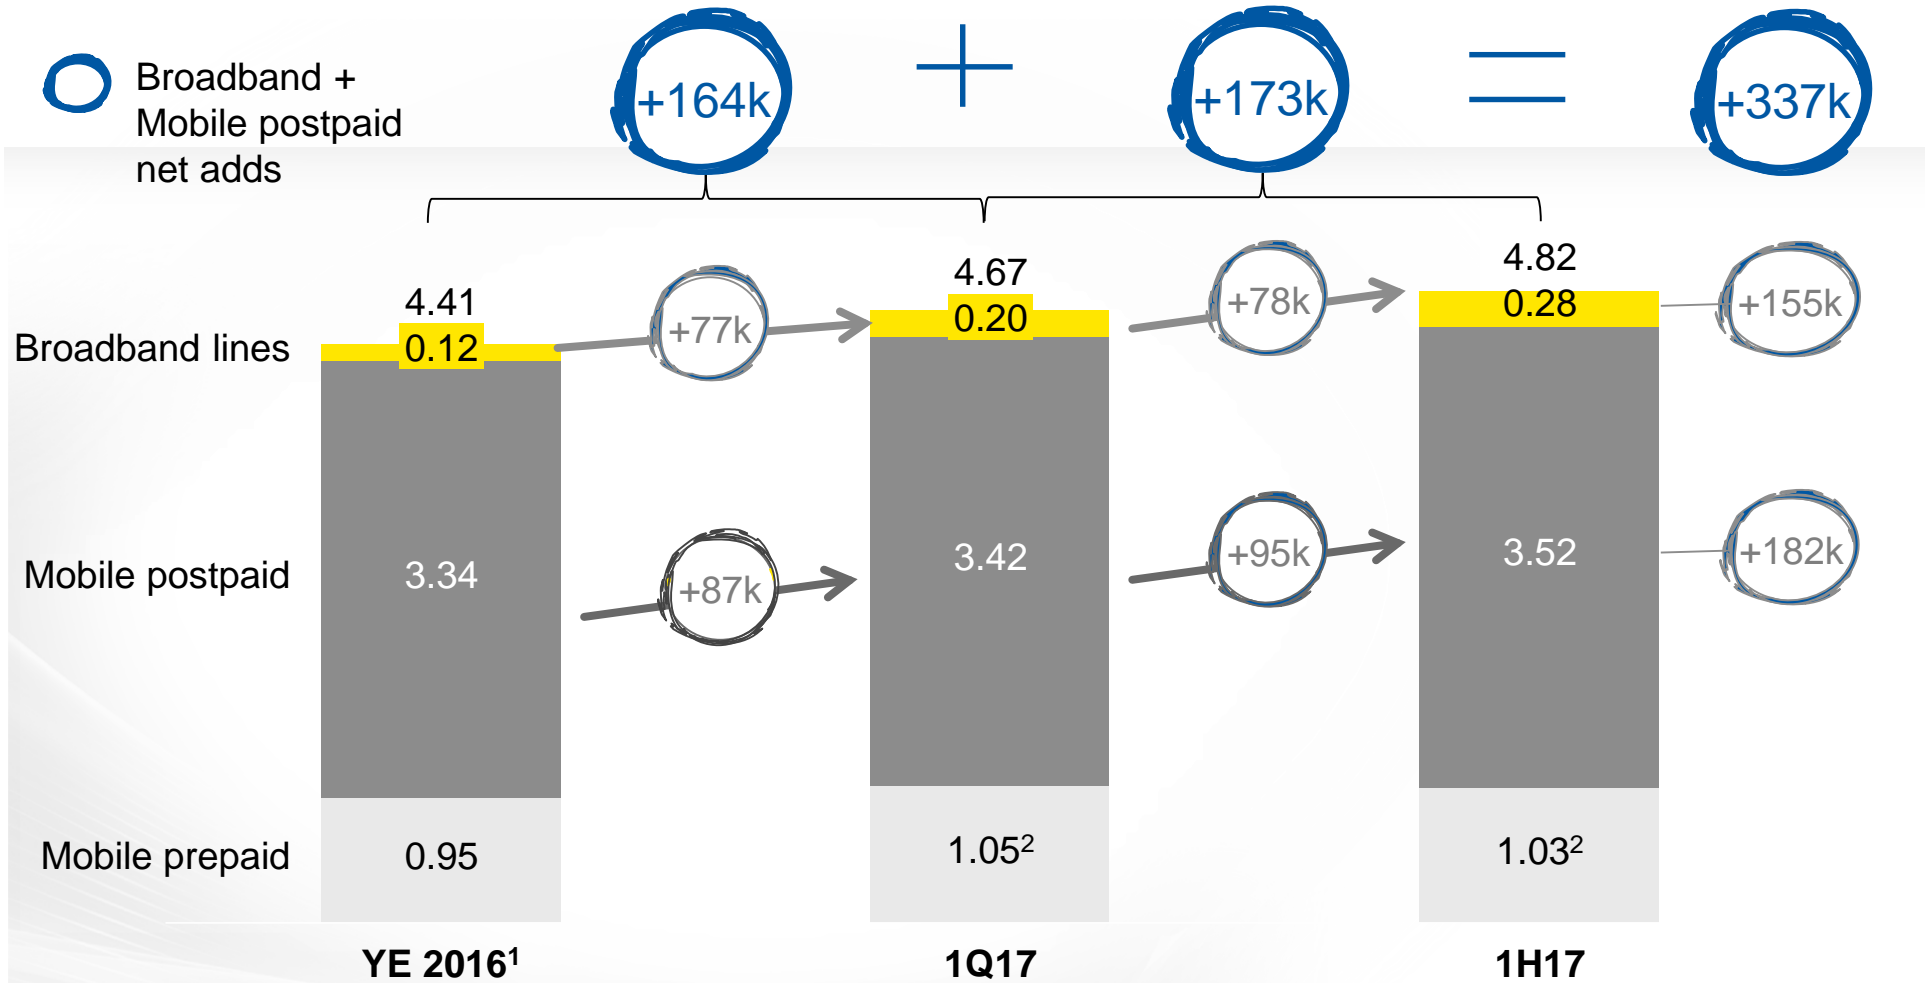 Broadband +
Mobile postpaid
net adds
+164k
+
+173k
=
+337k
4.41
4.67
4.82
Broadband lines
0.12
+77k
0.20
+78k
0.28
+155k
Mobile postpaid
3.34
+87k
3.42
+95k
3.52
+182k
Mobile prepaid
0.95
1.05²
1.03²
YE 2016¹
1Q17
1H17